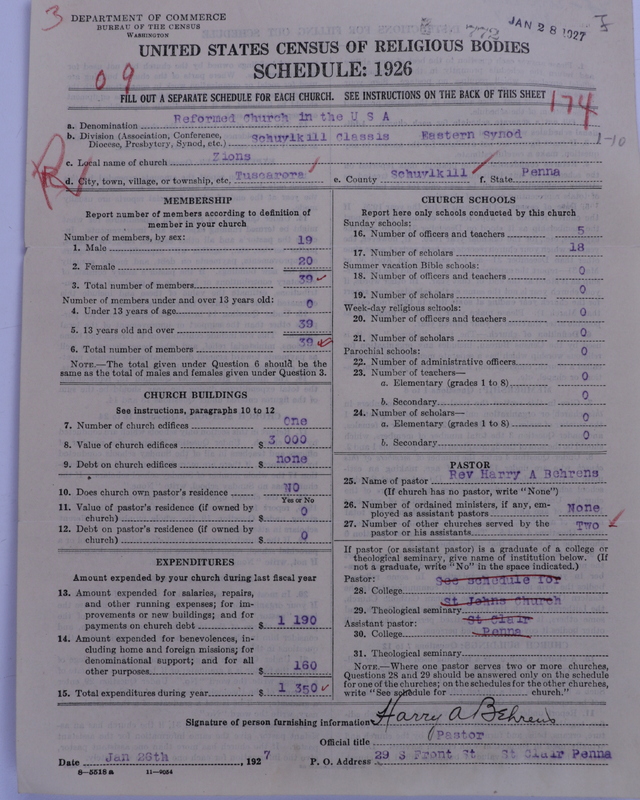 3
DEPARTMENT OF COMMERCE
BUREAU OF THE CENSUS
WASHINGTON
772
JAN 28 1927
I
UNITED STATES CENSUS OF RELIGIOUS BODIES
SCHEDULE: 1926
09
FILL OUT A SEPARATE SCHEDULE FOR EACH CHURCH. SEE INSTRUCTIONS ON THE BACK OF THIS SHEET
174
a. Denomination Reformed Church in the U S A
b. Division (Association, Conference, Diocese, Presbytery, Synod, etc.) Schuylkill Classis Eastern Synod
1-10
c. Local name of church Zions
d. City, town, village, or township, etc. Tuscarora e. County Schuylkill f. State Penna
MEMBERSHIP
Report number of members according to definition of
member in your church
Number of members, by sex:
1. Male 19
2. Female 20
3. Total number of members 39
Number of members under and over 13 years old:
4. Under 13 years of age 0
5. 13 years old and over 39
6. Total number of members 39
NOTE.—The total given under Question 6 should be
same as the total of males and females given under Question 3.
CHURCH BUILDINGS
See instructions, paragraphs 10 to 12
7. Number of church edifices One
8. Value of church edifices $ 3 000
9. Debt on church edifices $ none
10. Does church own pastor's residence NO
Yes or No
11. Value of pastor's residence (if owned by
church) $ 0
12. Debt on pastor's residence (if owned by
church) $ 0
EXPENDITURES
Amount expended by your church during last fiscal year
13. Amount expended for salaries, repairs,
and other running expenses; for im-
provements or new buildings; and for
payments on church debt $ 1 190
14. Amount expended for benevolences, in-
cluding home and foreign missions; for
denominational support; and for all
other purposes $ 160
15. Total expenditures during year $ 1 350
CHURCH SCHOOLS
Report here only schools conducted by this church
Sunday schools:
16. Number of officers and teachers 5
17. Number of scholars 18
Summer vacation Bible schools:
18. Number of officers and teachers 0
19. Number of scholars 0
Week-day religious schools:
20. Number of officers and teachers 0
21. Number of scholars 0
Parochial schools:
22. Number of administrative officers 0
23. Number of teachers—
a. Elementary (grades 1 to 8) 0
b. Secondary 0
24. Number of scholars—
a. Elementary (grades 1 to 8) 0
b. Secondary 0
PASTOR
25. Name of pastor Rev Harry A Behrens
(If church has no pastor, write "None")
26. Number of ordained ministers, if any, em-
ployed as assistant pastors None
27. Number of other churches served by the
pastor or his assistants Two
If pastor (or assistant pastor) is a graduate of a college or
theological seminary, give name of institution below. (If
not a graduate, write "No" in the space indicated.)
Pastor: See schedule for
28. College
St Johns Church
29. Theological seminary
Assistant pastor: St Clair
30. College Penna
31. Theological seminary
NOTE.—Where one pastor serves two or more churches,
Questions 28 and 29 should be answered only on the schedule
for one of the churches; on the schedules for the other churches,
write "See schedule for church."
Signature of person furnishing information Harry A Behrens
Official title Pastor
Date Jan 26th, 1927 P. O. Address 29 S Front St St Clair Penna
8—5518 a 11—9054